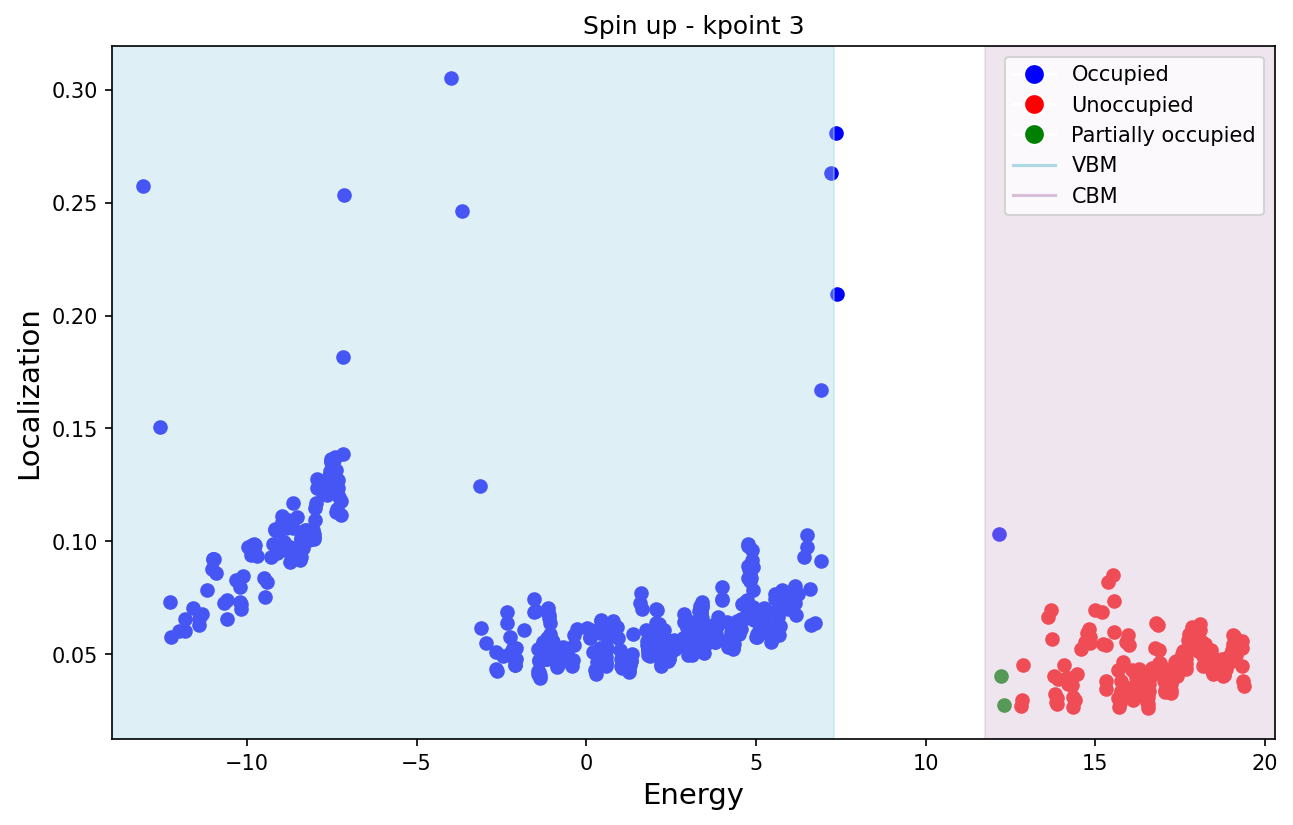 Spin up - kpoint 3
0.30
0.25
0.20
0.15
0.10
0.05
Localization
−10
−5
0
5
10
15
20
Energy
Occupied
Unoccupied
Partially occupied
VBM
CBM